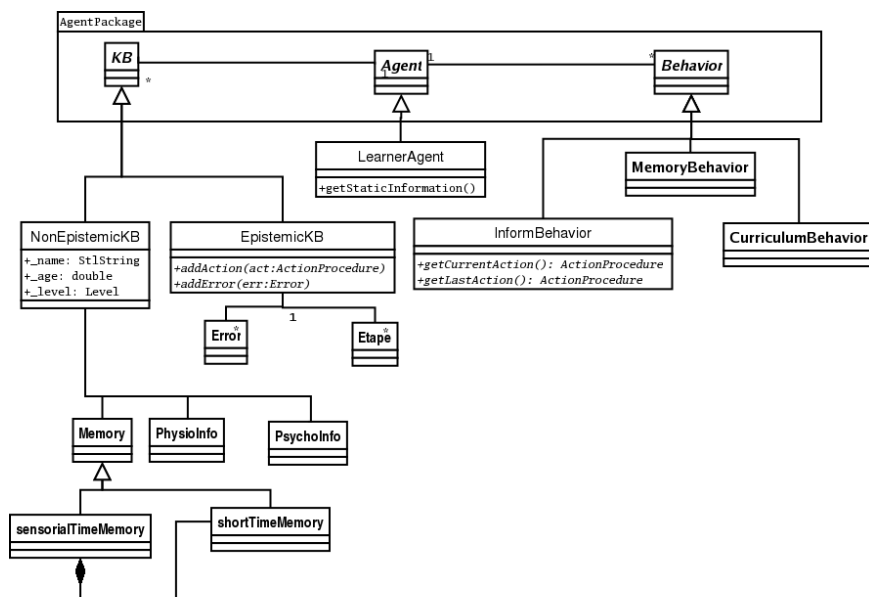 AgentPackage
KB
Agent
Behavior
*
1
1
*
LearnerAgent
+getStaticInformation()
MemoryBehavior
NonEpistemicKB
+_name: StlString
+_age: double
+_level: Level
EpistemicKB
+addAction(act:ActionProcedure)
+addError(err:Error)
InformBehavior
+getCurrentAction(): ActionProcedure
+getLastAction(): ActionProcedure
CurriculumBehavior
1
Error
*
Etape
*
Memory
PhysioInfo
PsychoInfo
sensorialTimeMemory
shortTimeMemory